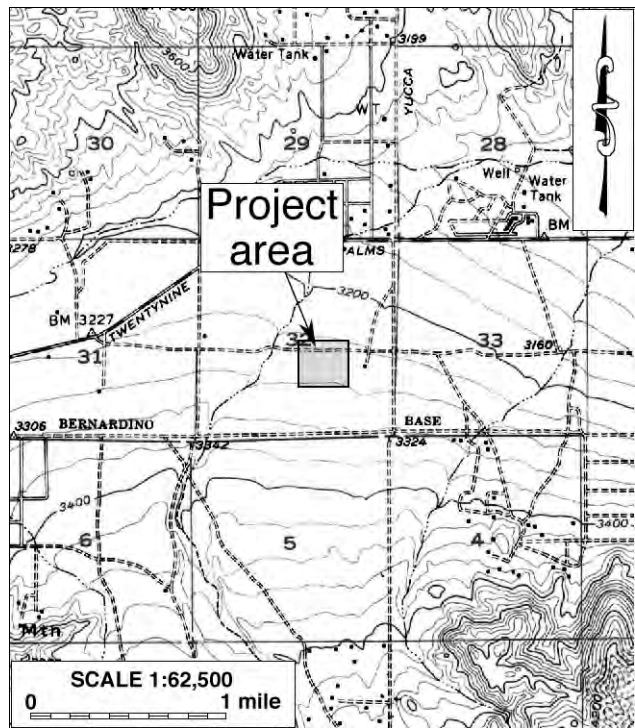 3600
Water Tank
3199
YUCCA
WT
30
29
28
Well
Water
Tank
Project
area
BM
3278
PALMS
3200
TWENTYNINE
BM 3227
31
32
33
3160
3306
BERNARDINO
BASE
3342
3324
3400
3400
6
5
4
Mtn
SCALE 1:62,500
0
1 mile